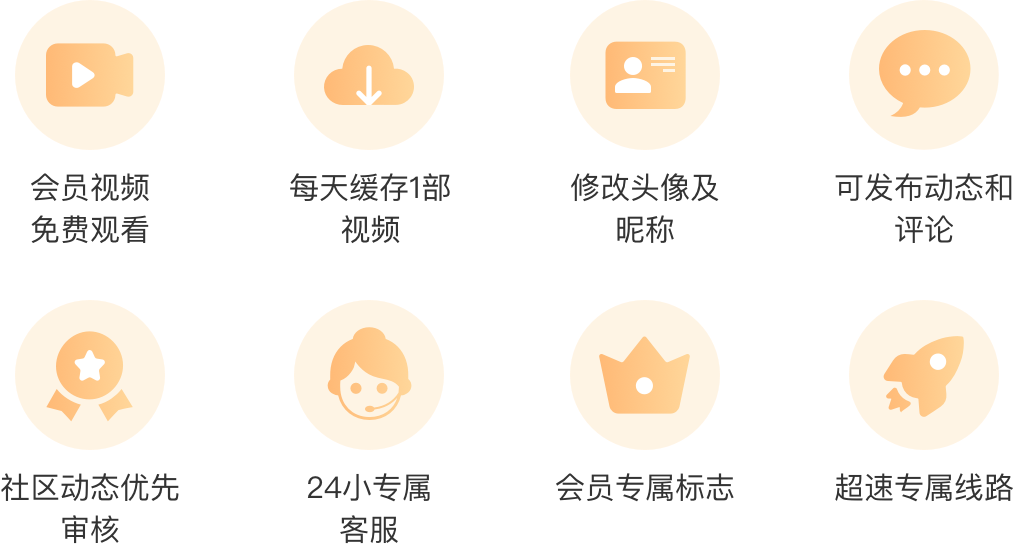 会员视频
免费观看
每天缓存1部
视频
修改头像及
昵称
可发布动态和
评论
社区动态优先
审核
24小专属
客服
会员专属标志
超速专属线路